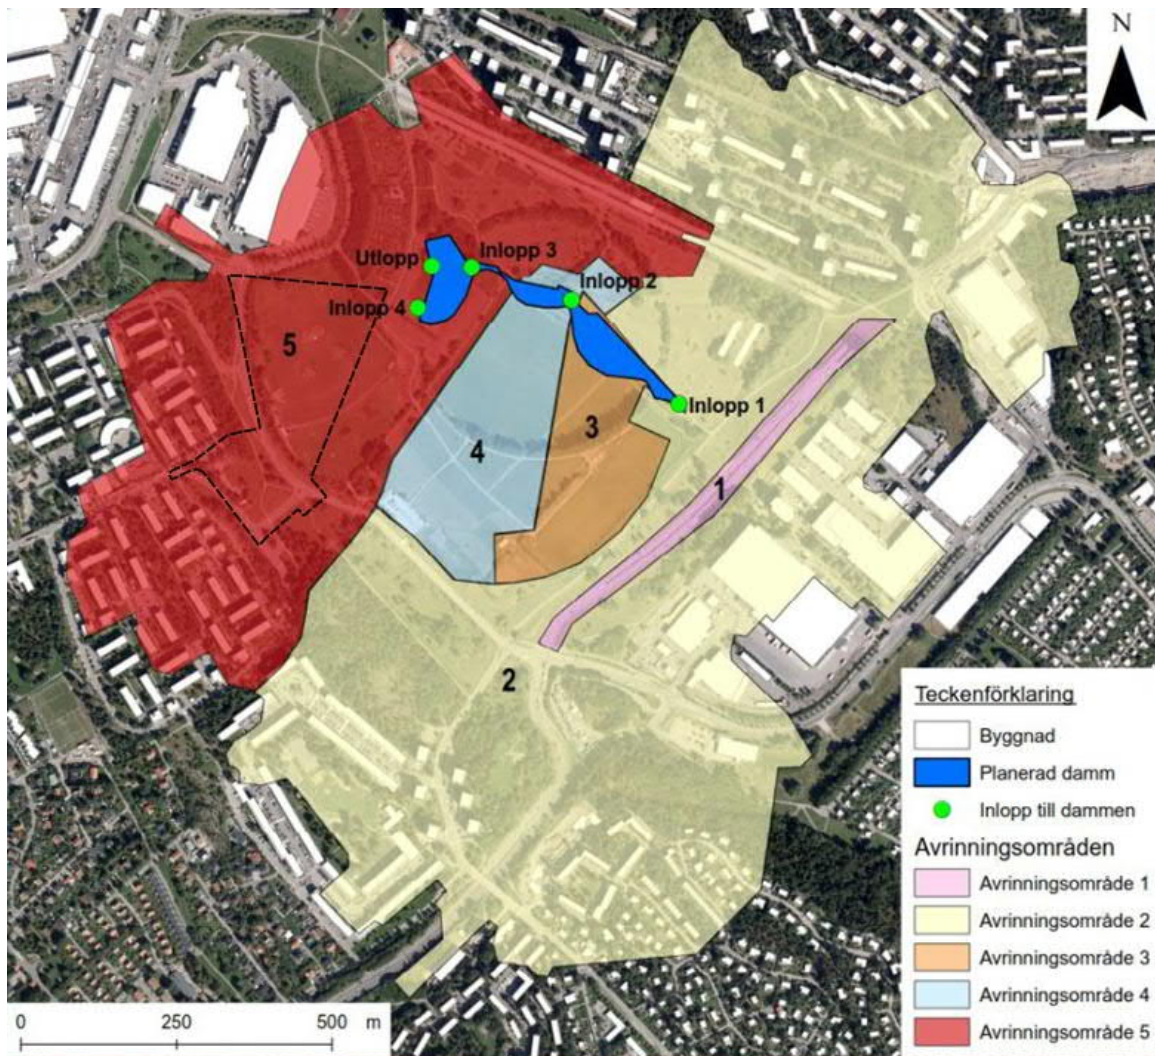 N
Utlopp
Inlopp 3
Inlopp 2
Inlopp 4
5
Inlopp 1
3
4
1
2
Teckenförklaring
Byggnad
Planerad damm
Inlopp till dammen
Avrinningsområden
Avrinningsområde 1
Avrinningsområde 2
Avrinningsområde 3
Avrinningsområde 4
Avrinningsområde 5
0 250 500 m